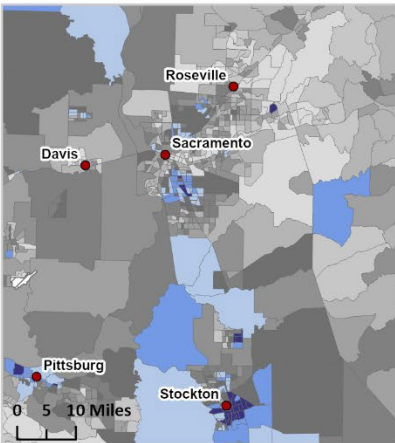 Roseville
Sacramento
Davis
Pittsburg
Stockton
0 5 10 Miles